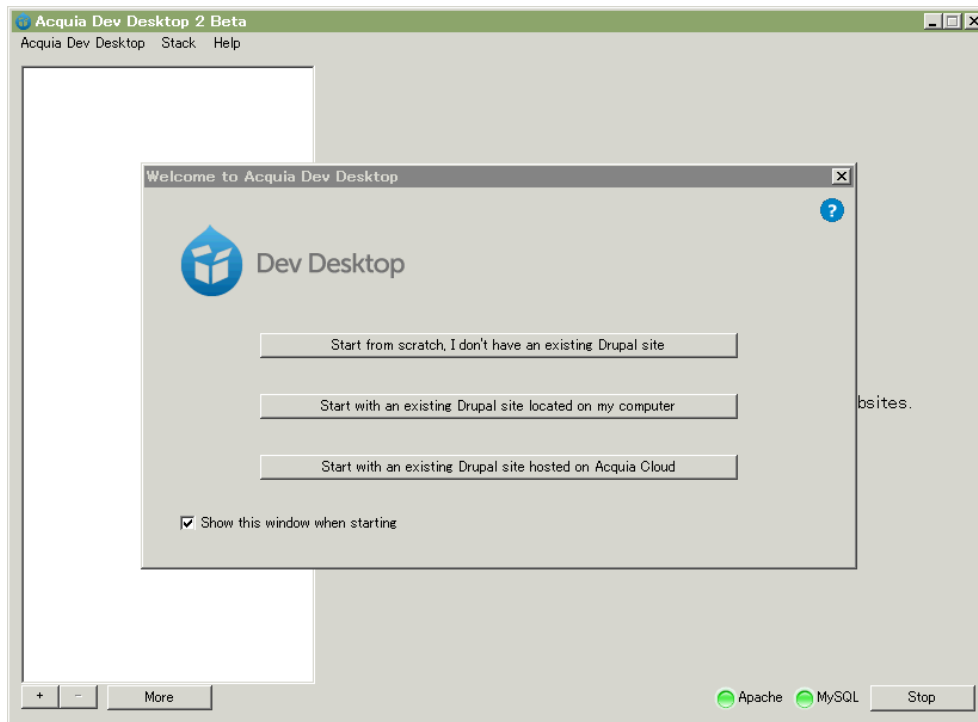 Acquia Dev Desktop 2 Beta
Acquia Dev Desktop Stack Help
Welcome to Acquia Dev Desktop
?
Dev Desktop
Start from scratch, I don't have an existing Drupal site
Start with an existing Drupal site located on my computer
bsites.
Start with an existing Drupal site hosted on Acquia Cloud
Show this window when starting
+ - More Apache MySQL Stop